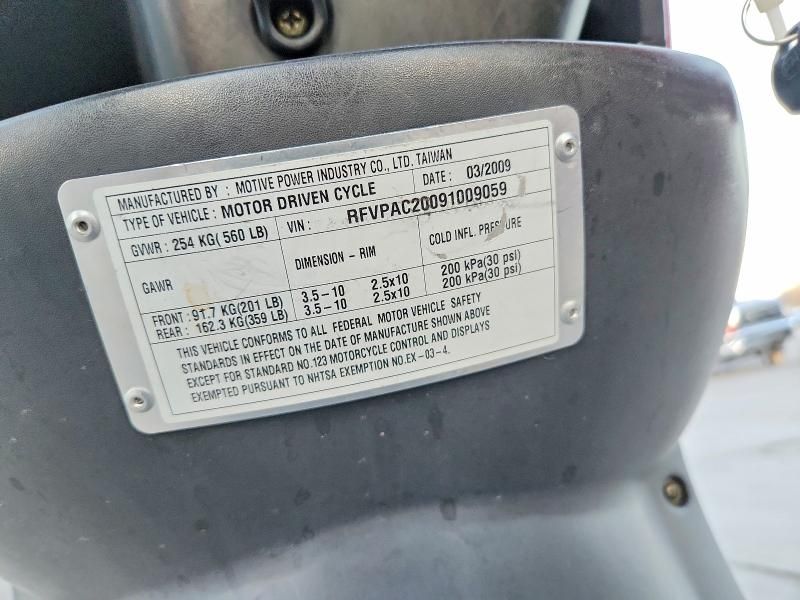 MANUFACTURED BY : MOTIVE POWER INDUSTRY CO., LTD. TAIWAN
TYPE OF VEHICLE : MOTOR DRIVEN CYCLE DATE : 03/2009
GVWR : 254 KG( 560 LB) VIN : RFVPAC20091009059
GAWR DIMENSION - RIM COLD INFL. PRESSURE
FRONT : 91.7 KG(201 LB) 3.5-10 2.5x10 200 kPa(30 psi)
REAR : 162.3 KG(359 LB) 3.5-10 2.5x10 200 kPa(30 psi)
THIS VEHICLE CONFORMS TO ALL FEDERAL MOTOR VEHICLE SAFETY
STANDARDS IN EFFECT ON THE DATE OF MANUFACTURE SHOWN ABOVE
EXCEPT FOR STANDARD NO.123 MOTORCYCLE CONTROL AND DISPLAYS
EXEMPTED PURSUANT TO NHTSA EXEMPTION NO.EX -03-4.